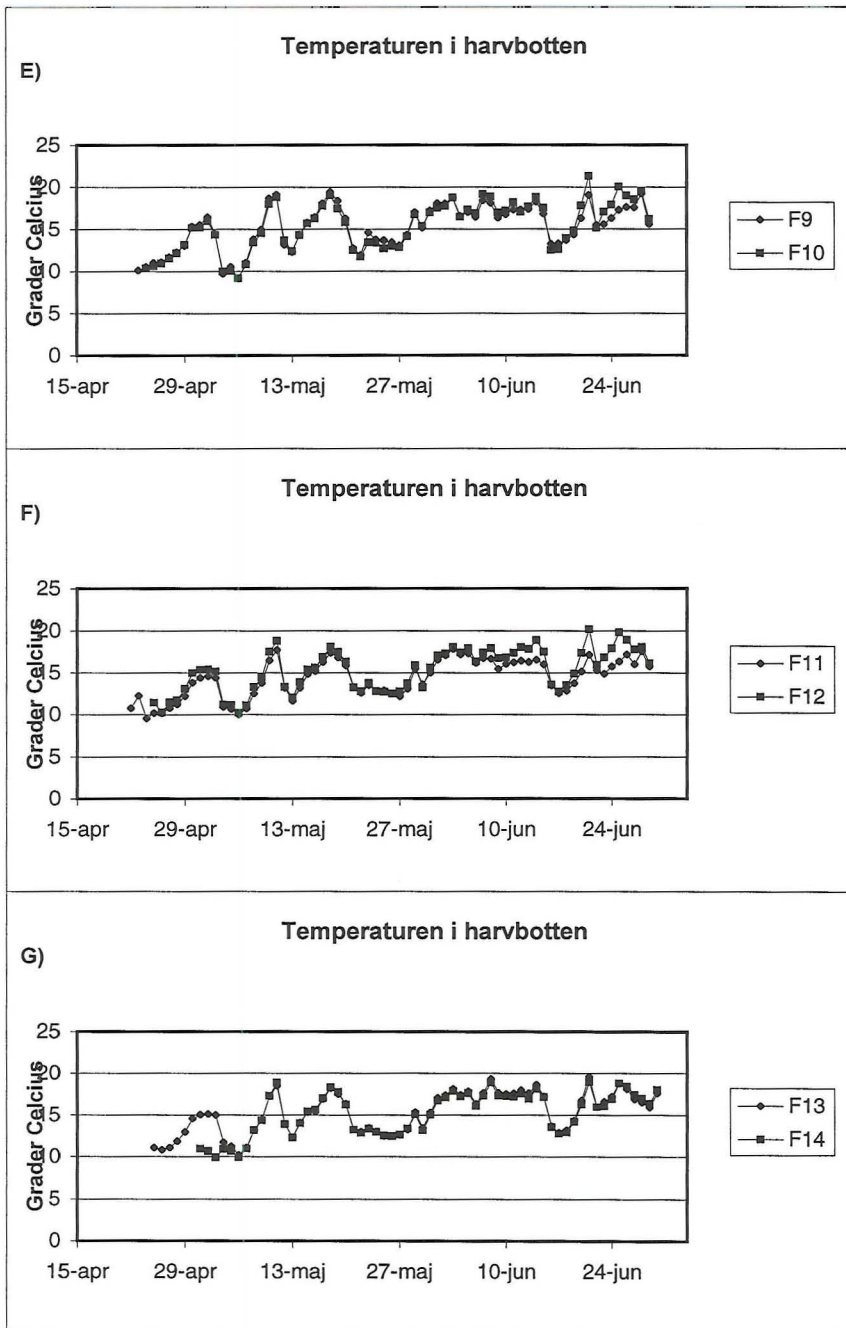 Temperaturen i harvbotten
E)
Grader Calcius
25
20
15
10
5
0
15-apr 29-apr 13-maj 27-maj 10-jun 24-jun
F9
F10
Temperaturen i harvbotten
F)
Grader Calcius
25
20
15
10
5
0
15-apr 29-apr 13-maj 27-maj 10-jun 24-jun
F11
F12
Temperaturen i harvbotten
G)
Grader Calcius
25
20
15
10
5
0
15-apr 29-apr 13-maj 27-maj 10-jun 24-jun
F13
F14